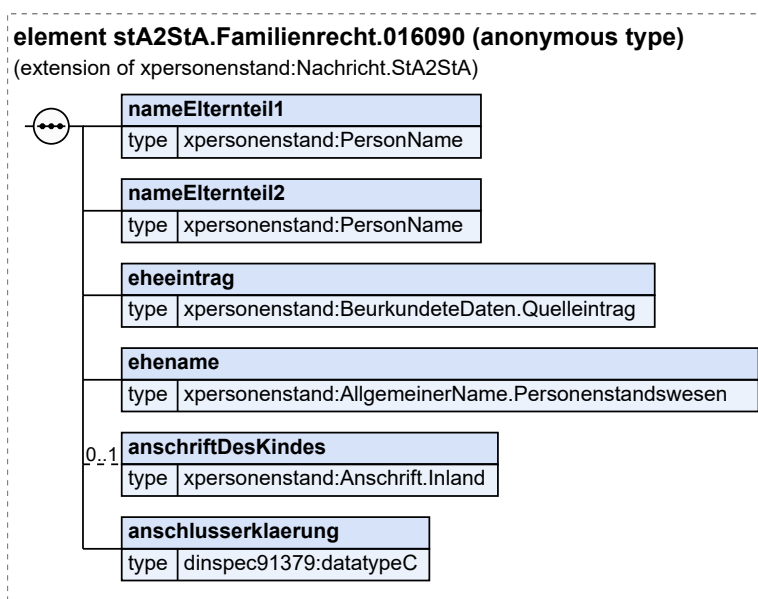 element stA2StA.Familienrecht.016090 (anonymous type)
(extension of xpersonenstand:Nachricht.StA2StA)
nameElternteil1
type xpersonenstand:PersonName
nameElternteil2
type xpersonenstand:PersonName
eheeintrag
type xpersonenstand:BeurkundeteDaten.Quelleintrag
ehename
type xpersonenstand:AllgemeinerName.Personenstandswesen
0..1
anschriftDesKindes
type xpersonenstand:Anschrift.Inland
anschlusserklaerung
type dinspec91379:datatypeC